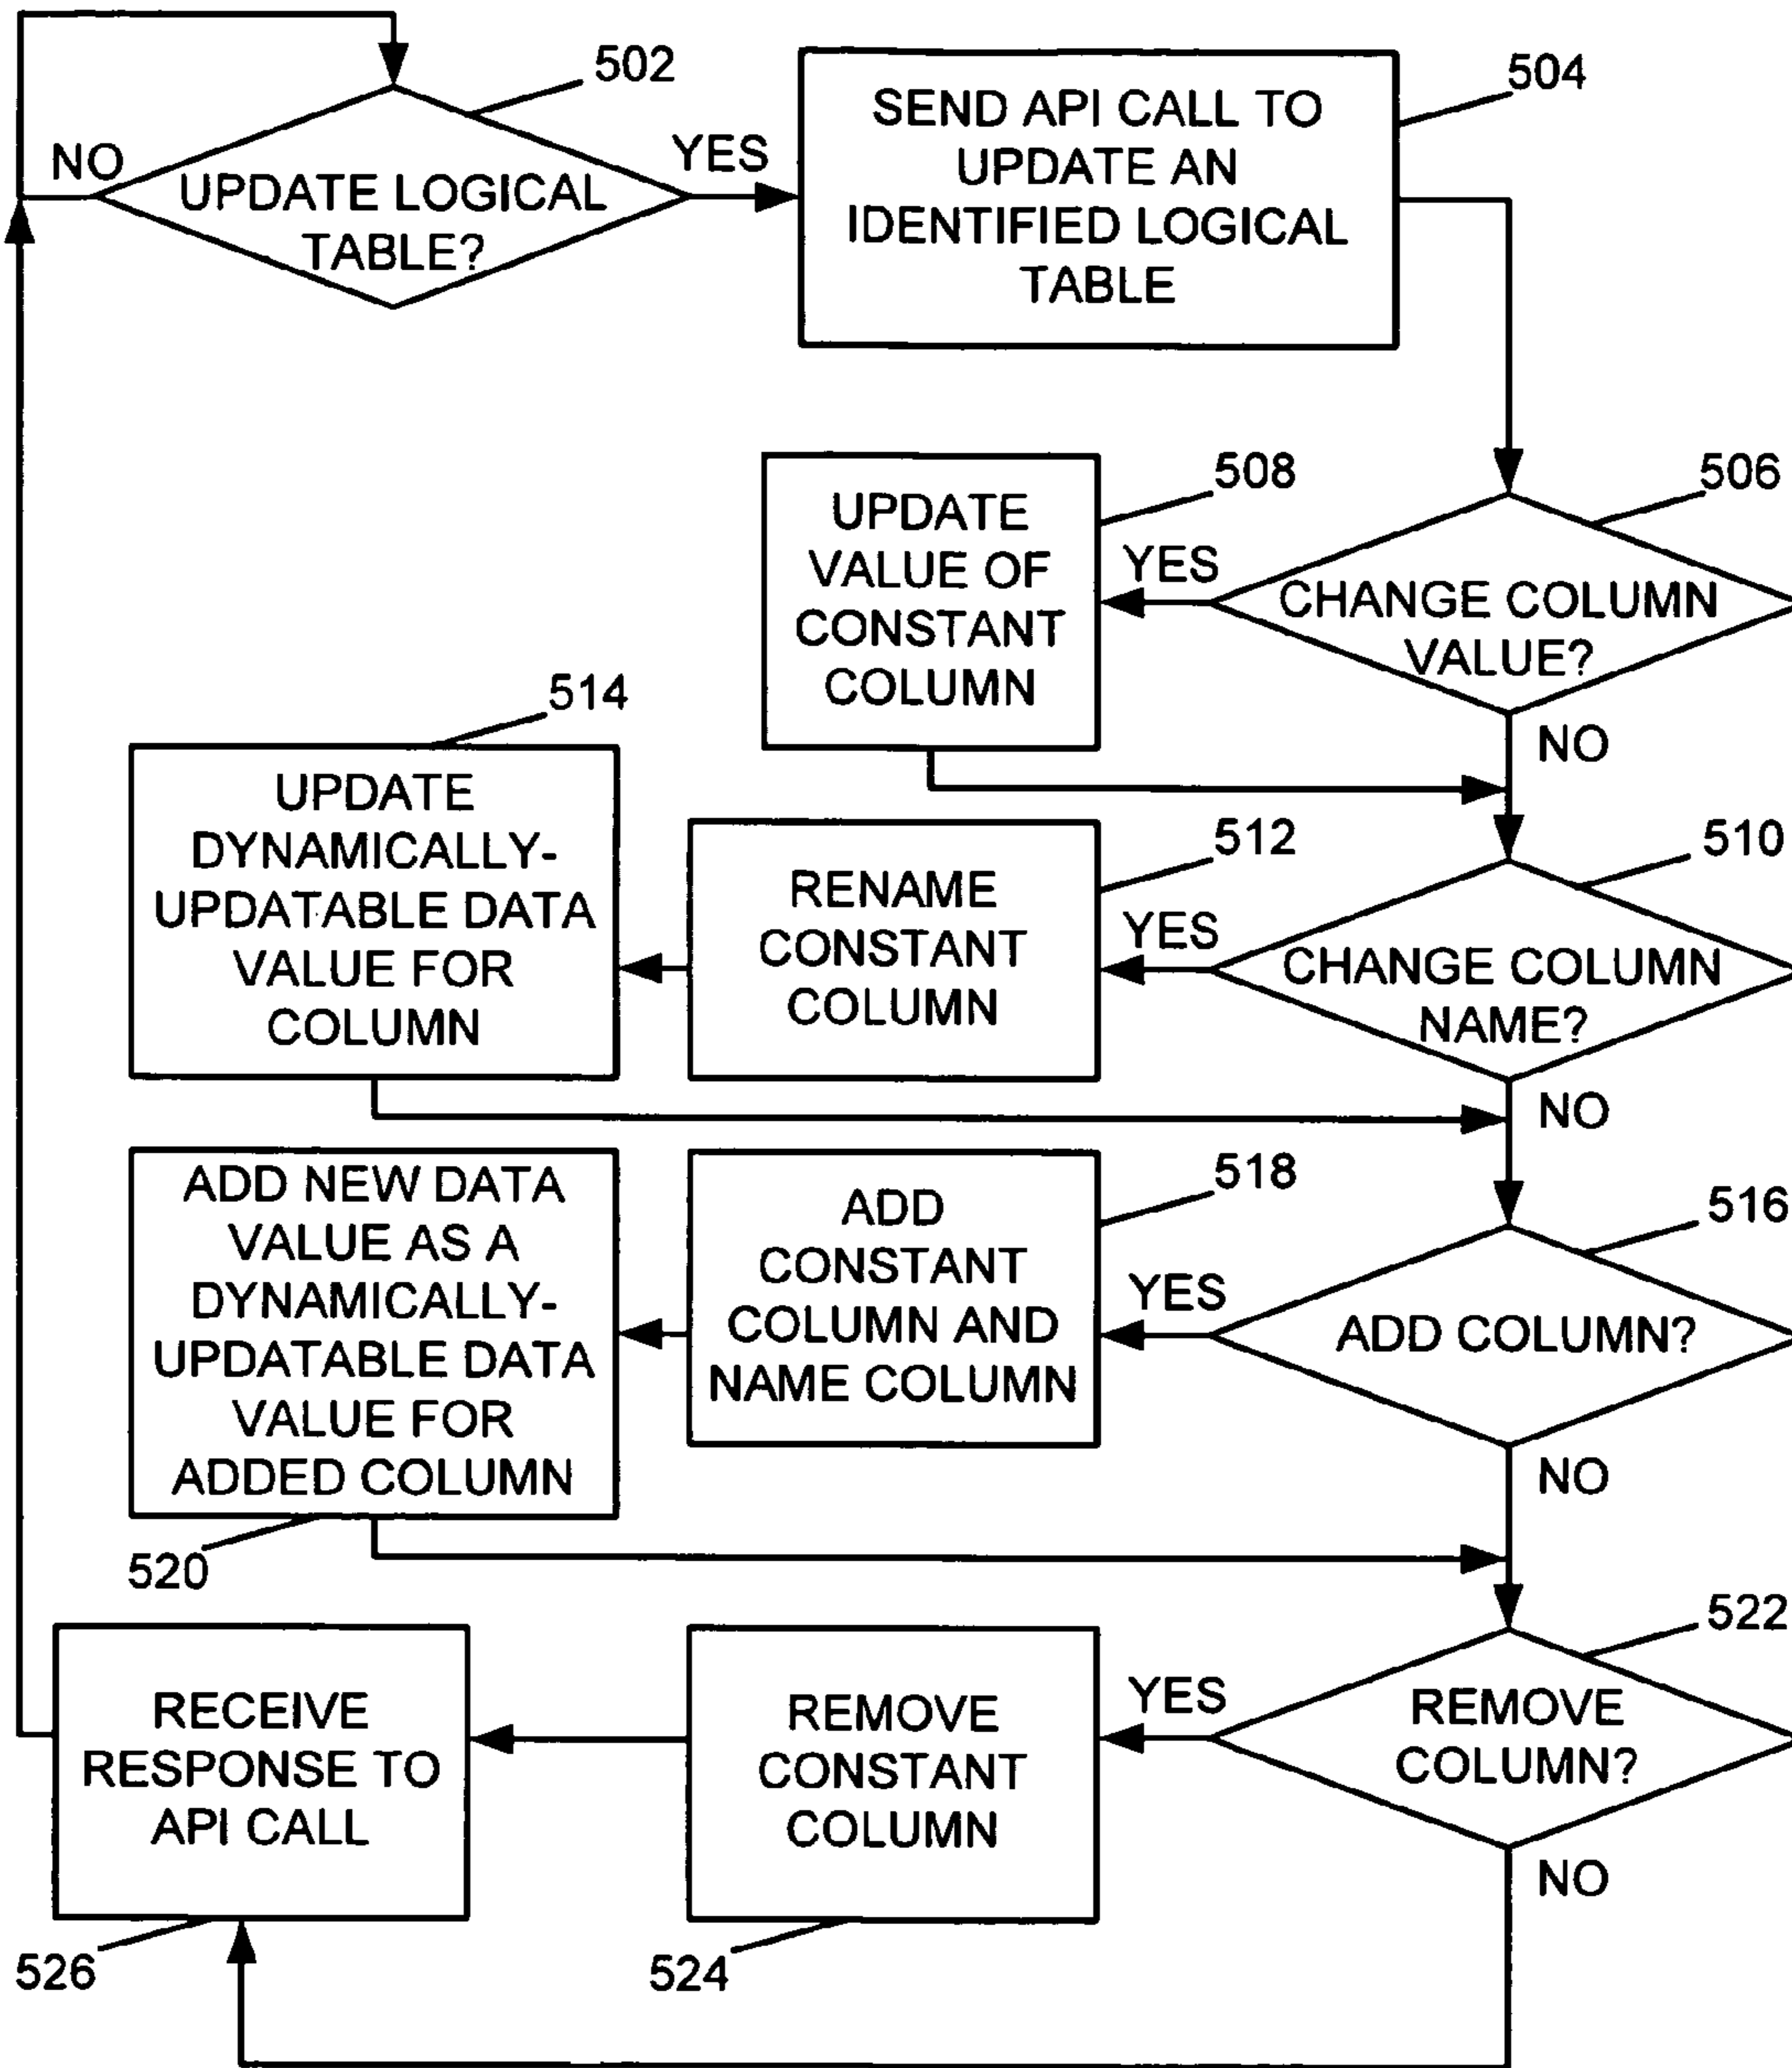 502
NO
UPDATE LOGICAL
TABLE?
YES
504
SEND API CALL TO
UPDATE AN
IDENTIFIED LOGICAL
TABLE
506
CHANGE COLUMN
VALUE?
YES
NO
508
UPDATE
VALUE OF
CONSTANT
COLUMN
510
CHANGE COLUMN
NAME?
YES
NO
512
RENAME
CONSTANT
COLUMN
514
UPDATE
DYNAMICALLY-
UPDATABLE DATA
VALUE FOR
COLUMN
516
ADD COLUMN?
YES
NO
518
ADD
CONSTANT
COLUMN AND
NAME COLUMN
ADD NEW DATA
VALUE AS A
DYNAMICALLY-
UPDATABLE DATA
VALUE FOR
ADDED COLUMN
520
522
REMOVE
COLUMN?
YES
NO
REMOVE
CONSTANT
COLUMN
524
RECEIVE
RESPONSE TO
API CALL
526